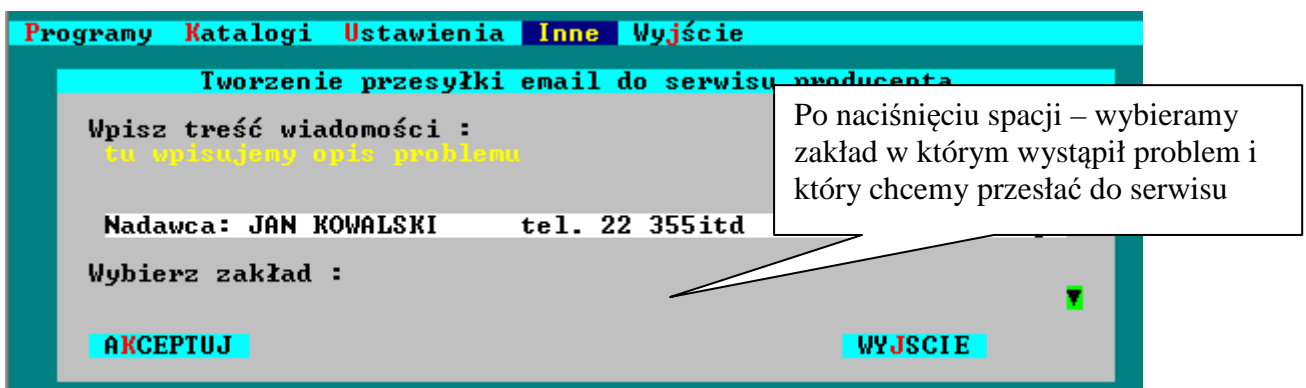 Programy Katalogi Ustawienia Inne Wyjście
Tworzenie przesyłki email do serwisu producenta
Po naciśnięciu spacji – wybieramy
zakład w którym wystąpił problem i
który chcemy przesłać do serwisu
Wpisz treść wiadomości :
tu wpisujemy opis problemu
Nadawca: JAN KOWALSKI tel. 22 355itd
Wybierz zakład :
AKCEPTUJ WYJSCIE